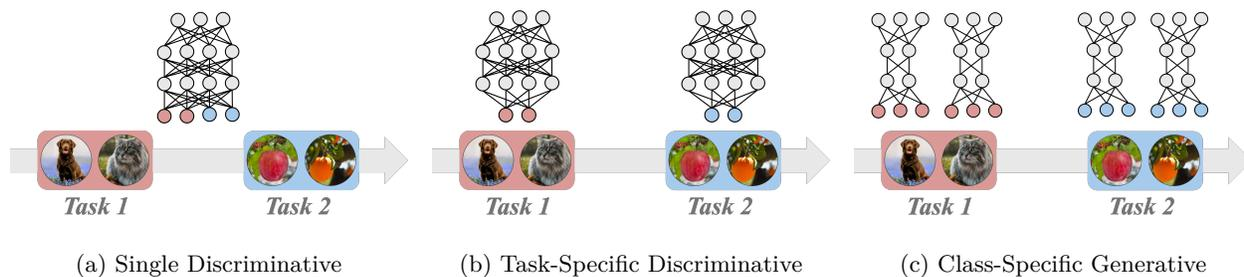 Task 1
Task 2
Task 1
Task 2
Task 1
Task 2
(a) Single Discriminative
(b) Task-Specific Discriminative
(c) Class-Specific Generative